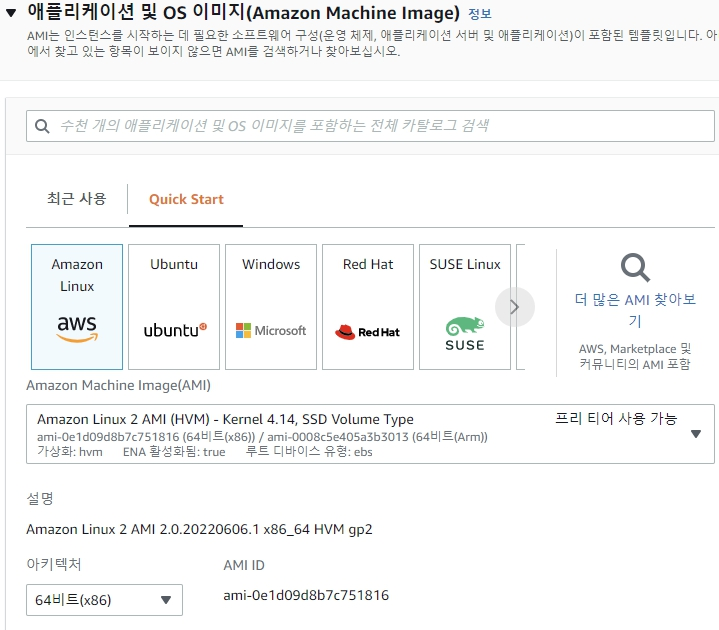 애플리케이션 및 OS 이미지(Amazon Machine Image) 정보
AMI는 인스턴스를 시작하는 데 필요한 소프트웨어 구성(운영 체제, 애플리케이션 서버 및 애플리케이션)이 포함된 템플릿입니다. 아
에서 찾고 있는 항목이 보이지 않으면 AMI를 검색하거나 찾아보십시오.
수천 개의 애플리케이션 및 OS 이미지를 포함하는 전체 카탈로그 검색
최근 사용
Quick Start
Amazon
Linux
aws
Ubuntu
ubuntu
Windows
Microsoft
Red Hat
Red Hat
SUSE Linux
SUSE
더 많은 AMI 찾아보
기
AWS, Marketplace 및
커뮤니티의 AMI 포함
Amazon Machine Image(AMI)
Amazon Linux 2 AMI (HVM) - Kernel 4.14, SSD Volume Type
프리 티어 사용 가능
ami-0e1d09d8b7c751816 (64비트(x86)) / ami-0008c5e405a3b3013 (64비트(Arm))
가상화: hvm ENA 활성화됨: true 루트 디바이스 유형: ebs
설명
Amazon Linux 2 AMI 2.0.20220606.1 x86_64 HVM gp2
아키텍처
AMI ID
64비트(x86)
ami-0e1d09d8b7c751816